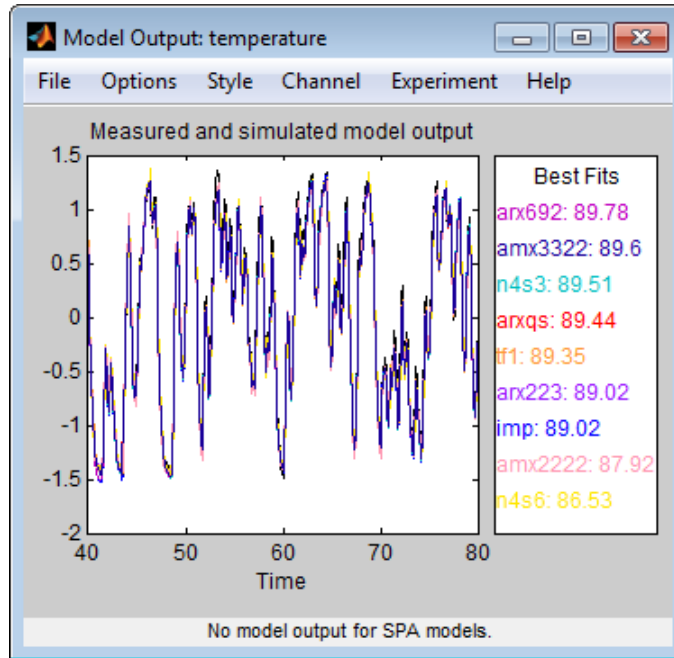 Model Output: temperature
File Options Style Channel Experiment Help
Measured and simulated model output
1.5
1
0.5
0
-0.5
-1
-1.5
-2
40 50 60 70 80
Time
Best Fits
arx692: 89.78
amx3322: 89.6
n4s3: 89.51
arxqs: 89.44
tf1: 89.35
arx223: 89.02
imp: 89.02
amx2222: 87.92
n4s6: 86.53
No model output for SPA models.